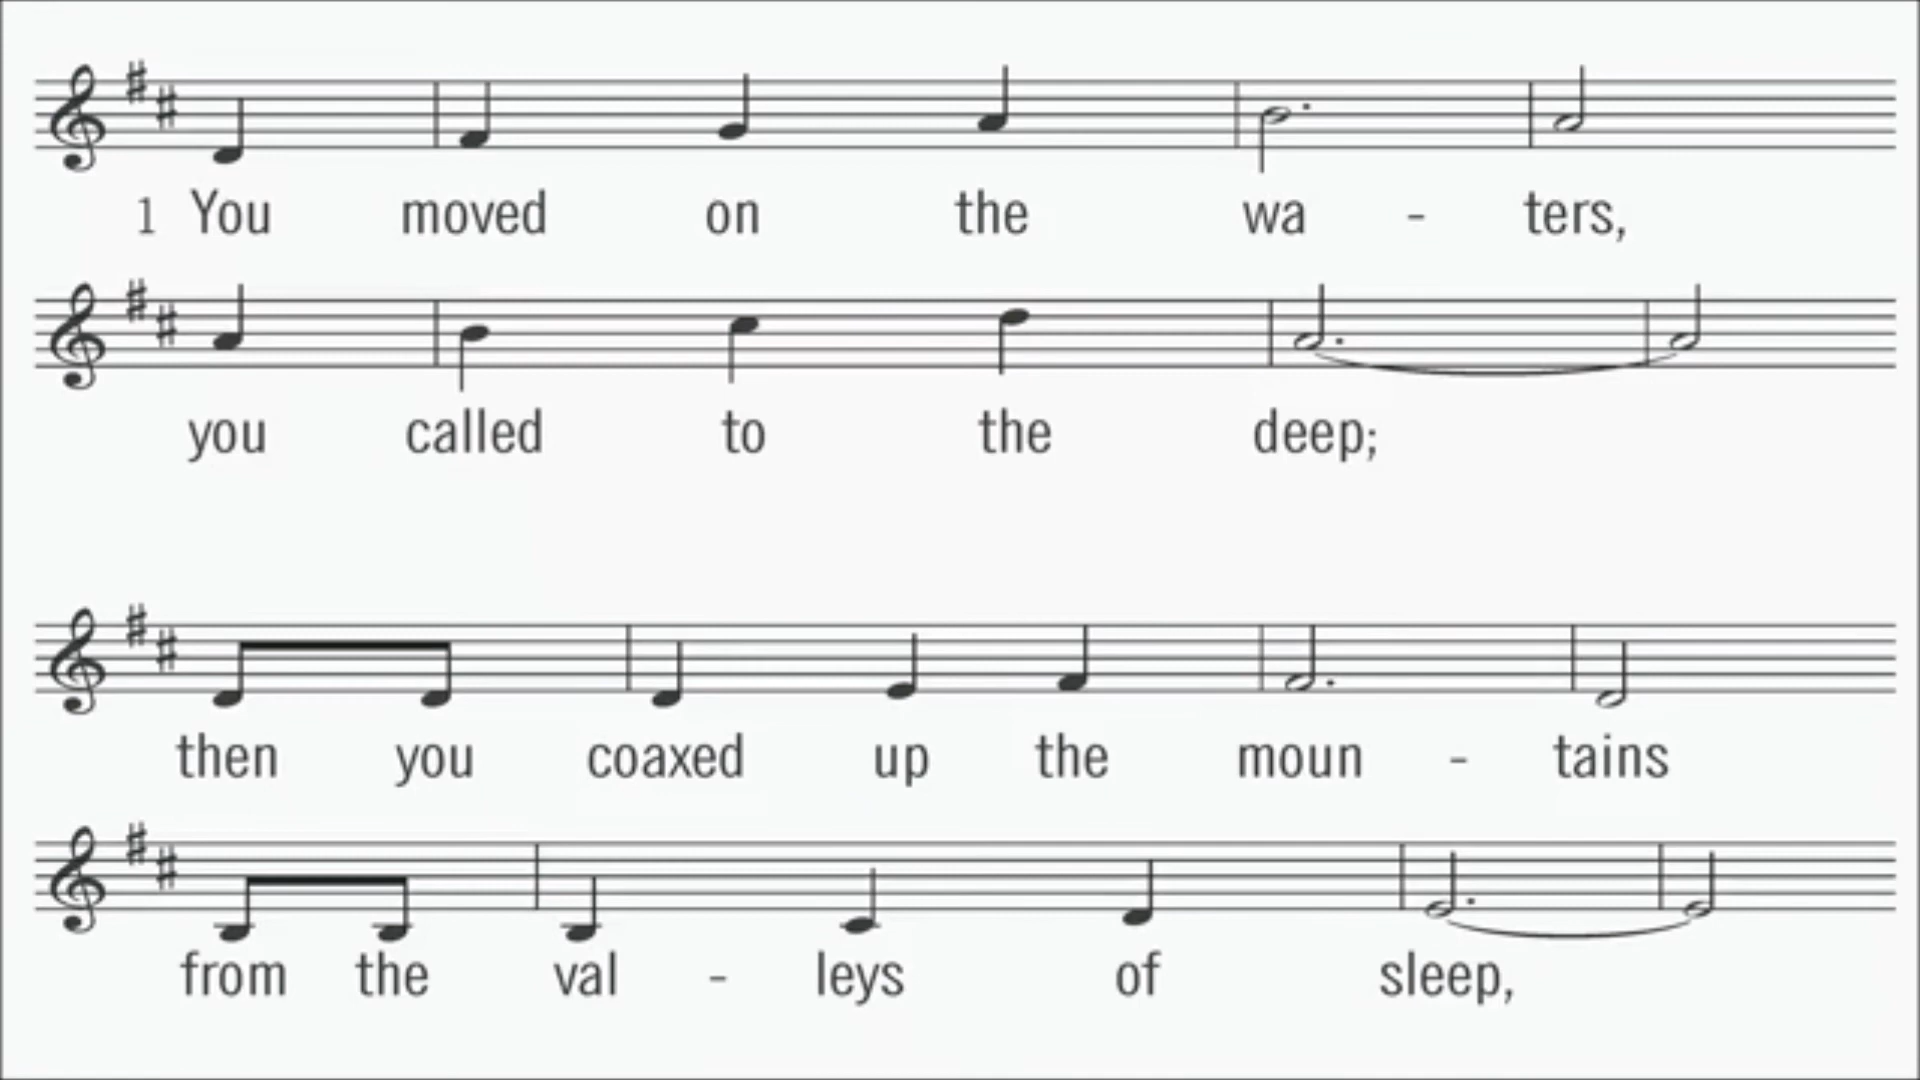 1 You moved on the wa - ters,
you called to the deep;
then you coaxed up the moun - tains
from the val - leys of sleep,